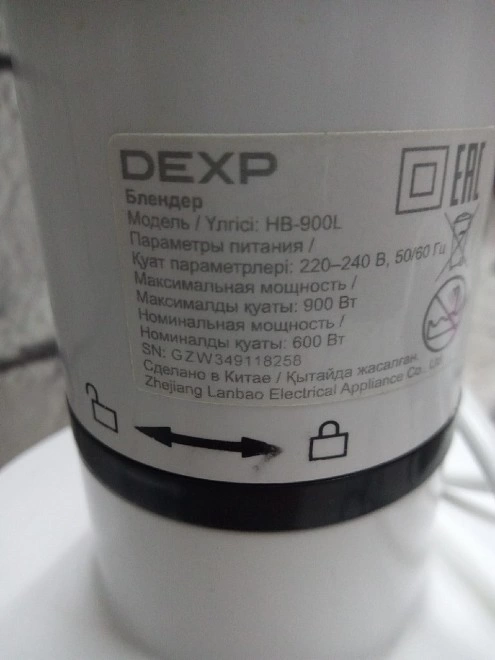 DEXP
EAC
Блендер
Модель / Үлгісі: HB-900L
Параметры питания /
Қуат параметрлері: 220–240 В, 50/60 Гц
Максимальная мощность /
Максималды қуаты: 900 Вт
Номинальная мощность /
Номиналды қуаты: 600 Вт
SN: GZW349118258
Сделано в Китае / Қытайда жасалған.
Zhejiang Lanbao Electrical Appliance Co.,